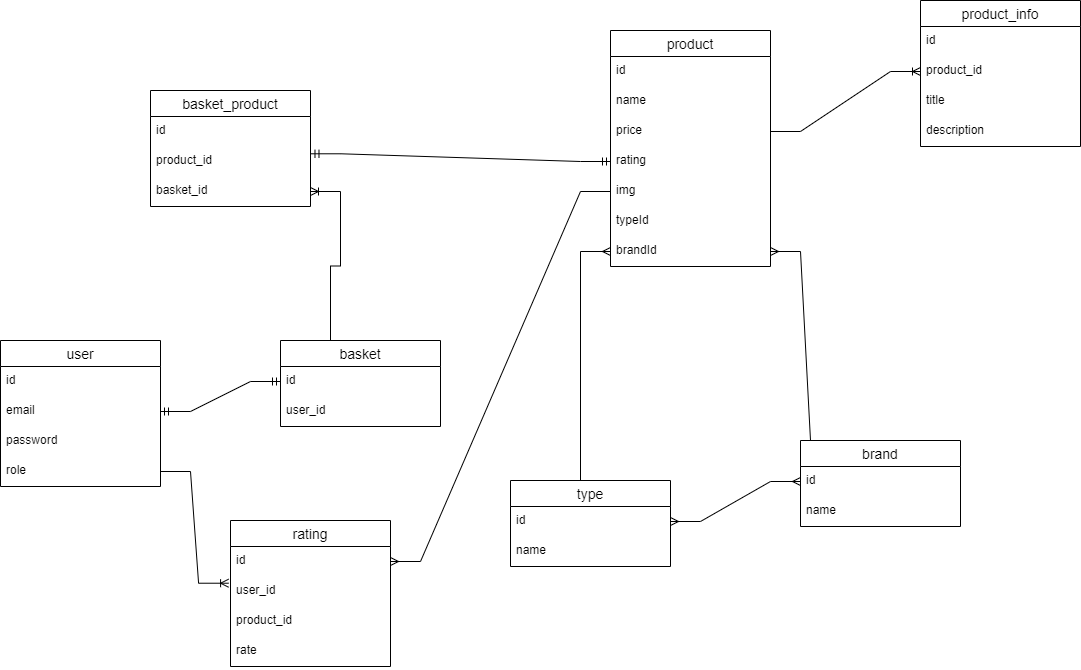 product_info
id
product_id
title
description
product
id
name
price
rating
img
typeId
brandId
basket_product
id
product_id
basket_id
user
id
email
password
role
basket
id
user_id
brand
id
name
type
id
name
rating
id
user_id
product_id
rate